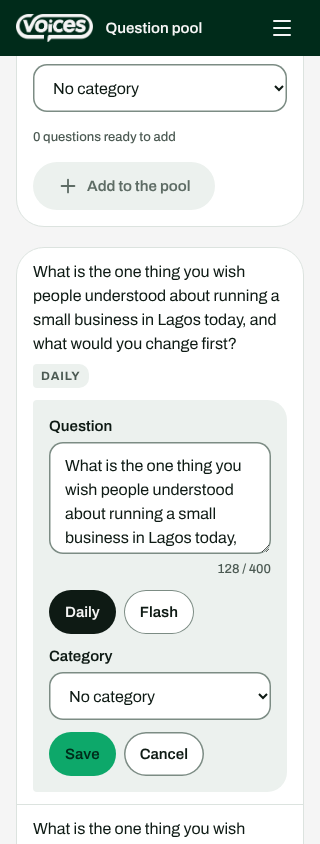 voices Question pool
No category
0 questions ready to add
Add to the pool
What is the one thing you wish
people understood about running a
small business in Lagos today, and
what would you change first?
DAILY
Question
What is the one thing you
wish people understood
about running a small
business in Lagos today,
128 / 400
Daily Flash
Category
No category
Save Cancel
What is the one thing you wish